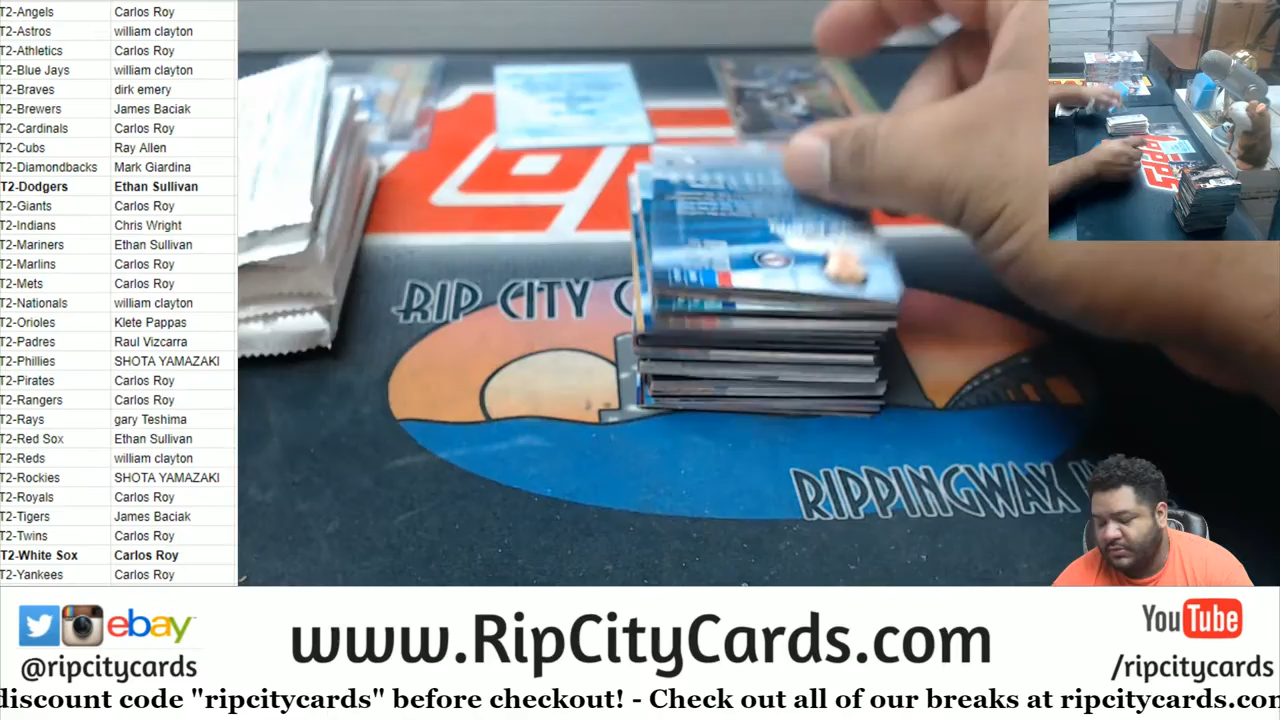 T2-Angels Carlos Roy
T2-Astros william clayton
T2-Athletics Carlos Roy
T2-Blue Jays william clayton
T2-Braves dirk emery
T2-Brewers James Baciak
T2-Cardinals Carlos Roy
T2-Cubs Ray Allen
T2-Diamondbacks Mark Giardina
T2-Dodgers Ethan Sullivan
T2-Giants Carlos Roy
T2-Indians Chris Wright
T2-Mariners Ethan Sullivan
T2-Marlins Carlos Roy
T2-Mets Carlos Roy
T2-Nationals william clayton
T2-Orioles Klete Pappas
T2-Padres Raul Vizcarra
T2-Phillies SHOTA YAMAZAKI
T2-Pirates Carlos Roy
T2-Rangers Carlos Roy
T2-Rays gary Teshima
T2-Red Sox Ethan Sullivan
T2-Reds william clayton
T2-Rockies SHOTA YAMAZAKI
T2-Royals Carlos Roy
T2-Tigers James Baciak
T2-Twins Carlos Roy
T2-White Sox Carlos Roy
T2-Yankees Carlos Roy
RIP CITY
RIPPINGWAX
ebay
@ripcitycards
www.RipCityCards.com
YouTube
/ripcitycards
discount code "ripcitycards" before checkout! - Check out all of our breaks at ripcitycards.com